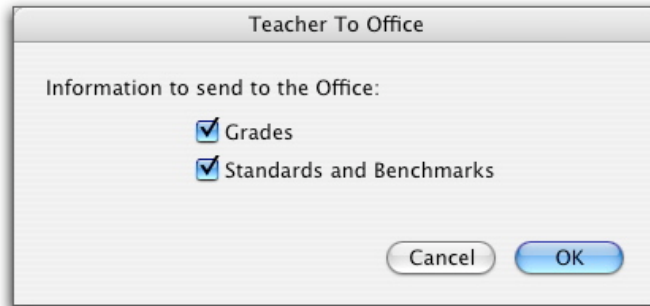 Teacher To Office
Information to send to the Office:
Grades
Standards and Benchmarks
Cancel OK